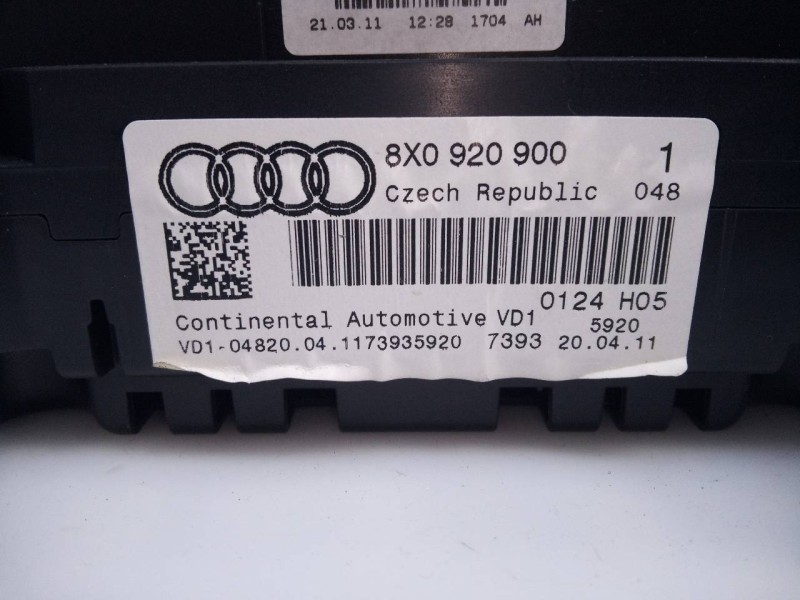 21.03.11 12:28 1704 AH
8X0 920 900 1
Czech Republic 048
0124 H05
Continental Automotive VD1 5920
VD1-04820.04.1173935920 7393 20.04.11